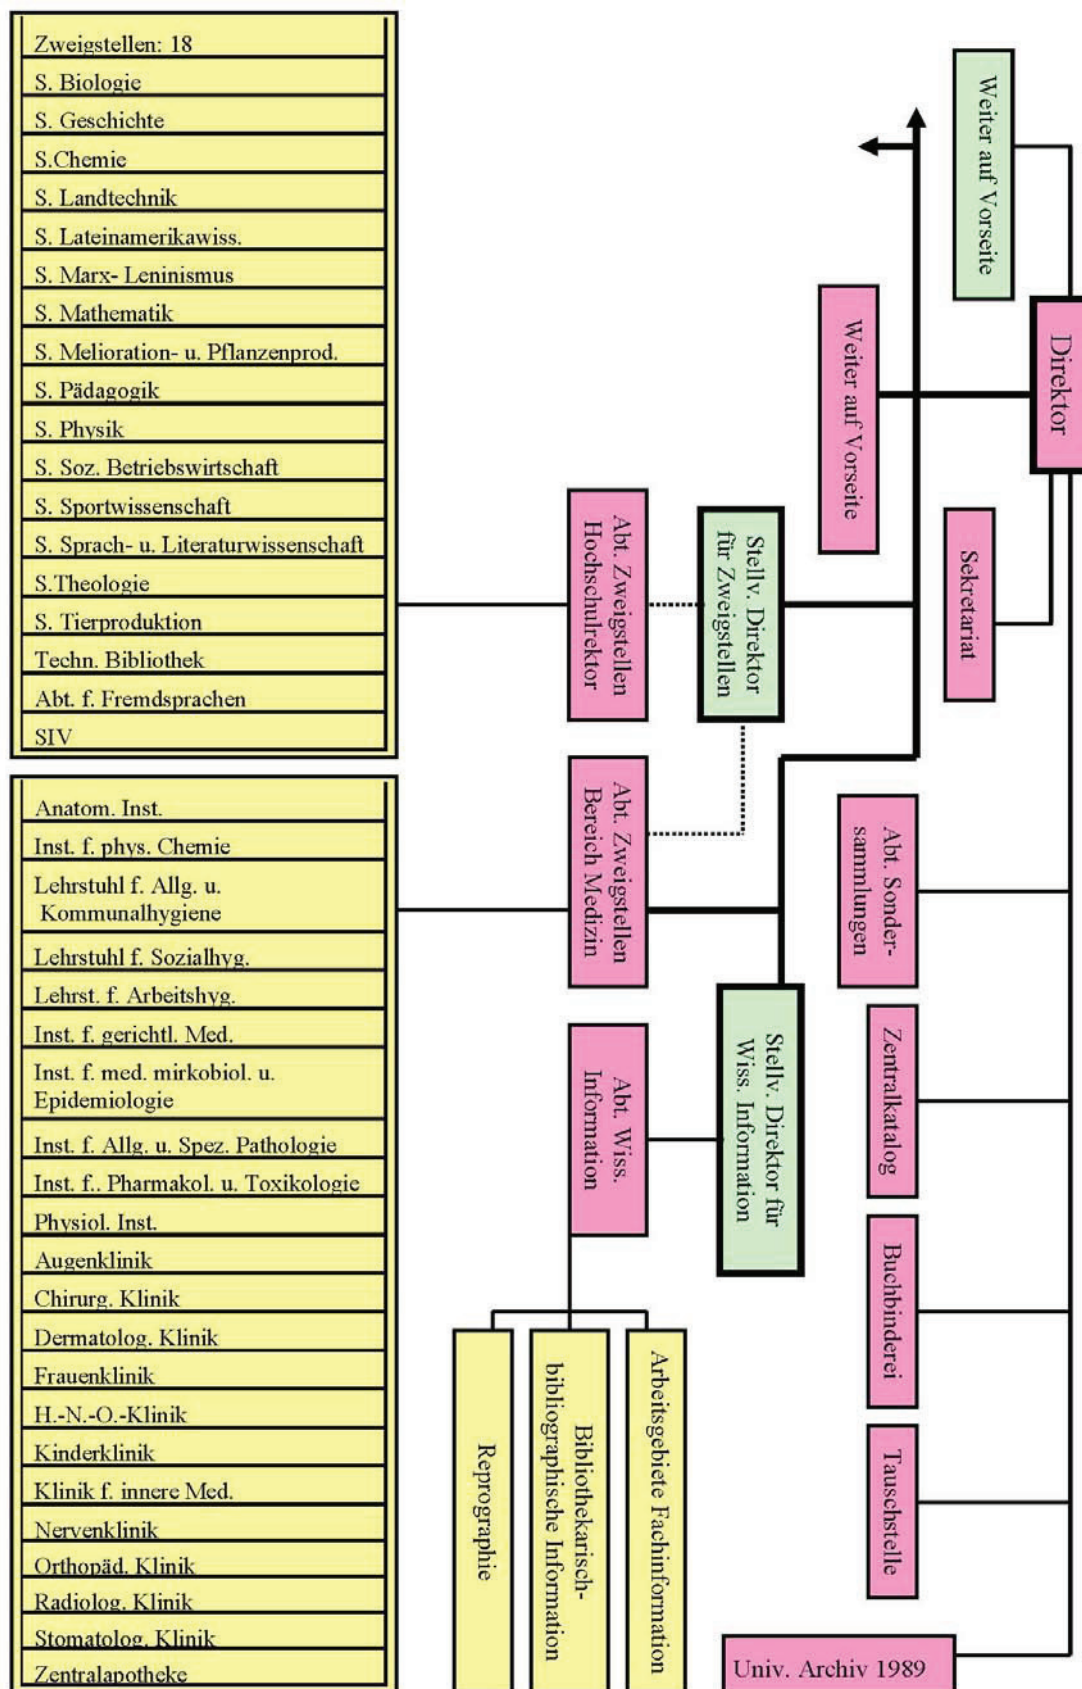 Zweigstellen: 18
S. Biologie
S. Geschichte
S.Chemie
S. Landtechnik
S. Lateinamerikawiss.
S. Marx- Leninismus
S. Mathematik
S. Melioration- u. Pflanzenprod.
S. Pädagogik
S. Physik
S. Soz. Betriebswirtschaft
S. Sportwissenschaft
S. Sprach- u. Literaturwissenschaft
S.Theologie
S. Tierproduktion
Techn. Bibliothek
Abt. f. Fremdsprachen
SIV
Anatom. Inst.
Inst. f. phys. Chemie
Lehrstuhl f. Allg. u.
Kommunalhygiene
Lehrstuhl f. Sozialhyg.
Lehrst. f. Arbeitshyg.
Inst. f. gerichtl. Med.
Inst. f. med. mirkobiol. u.
Epidemiologie
Inst. f. Allg. u. Spez. Pathologie
Inst. f.. Pharmakol. u. Toxikologie
Physiol. Inst.
Augenklinik
Chirurg. Klinik
Dermatolog. Klinik
Frauenklinik
H.-N.-O.-Klinik
Kinderklinik
Klinik f. innere Med.
Nervenklinik
Orthopäd. Klinik
Radiolog. Klinik
Stomatolog. Klinik
Zentralapotheke
Weiter auf Vorseite
Direktor
Weiter auf Vorseite
Sekretariat
Stellv. Direktor
für Zweigstellen
Abt. Zweigstellen
Hochschulrektor
Abt. Zweigstellen
Bereich Medizin
Abt. Sonder-
sammlungen
Stellv. Direktor für
Wiss. Information
Abt. Wiss.
Information
Zentralkatalog
Buchbinderei
Tauschstelle
Arbeitsgebiete Fachinformation
Bibliothekarisch-
bibliographische Information
Reprographie
Univ. Archiv 1989